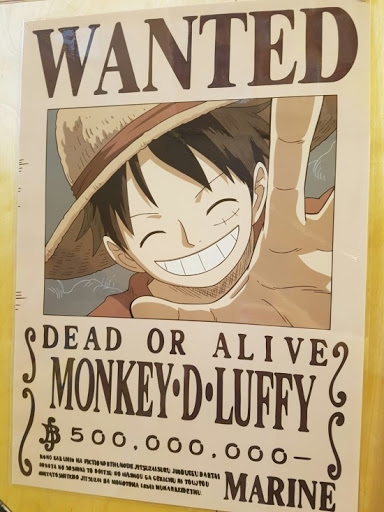 WANTED
DEAD OR ALIVE
MONKEY·D·LUFFY
฿ 500,000,000-
MARINE